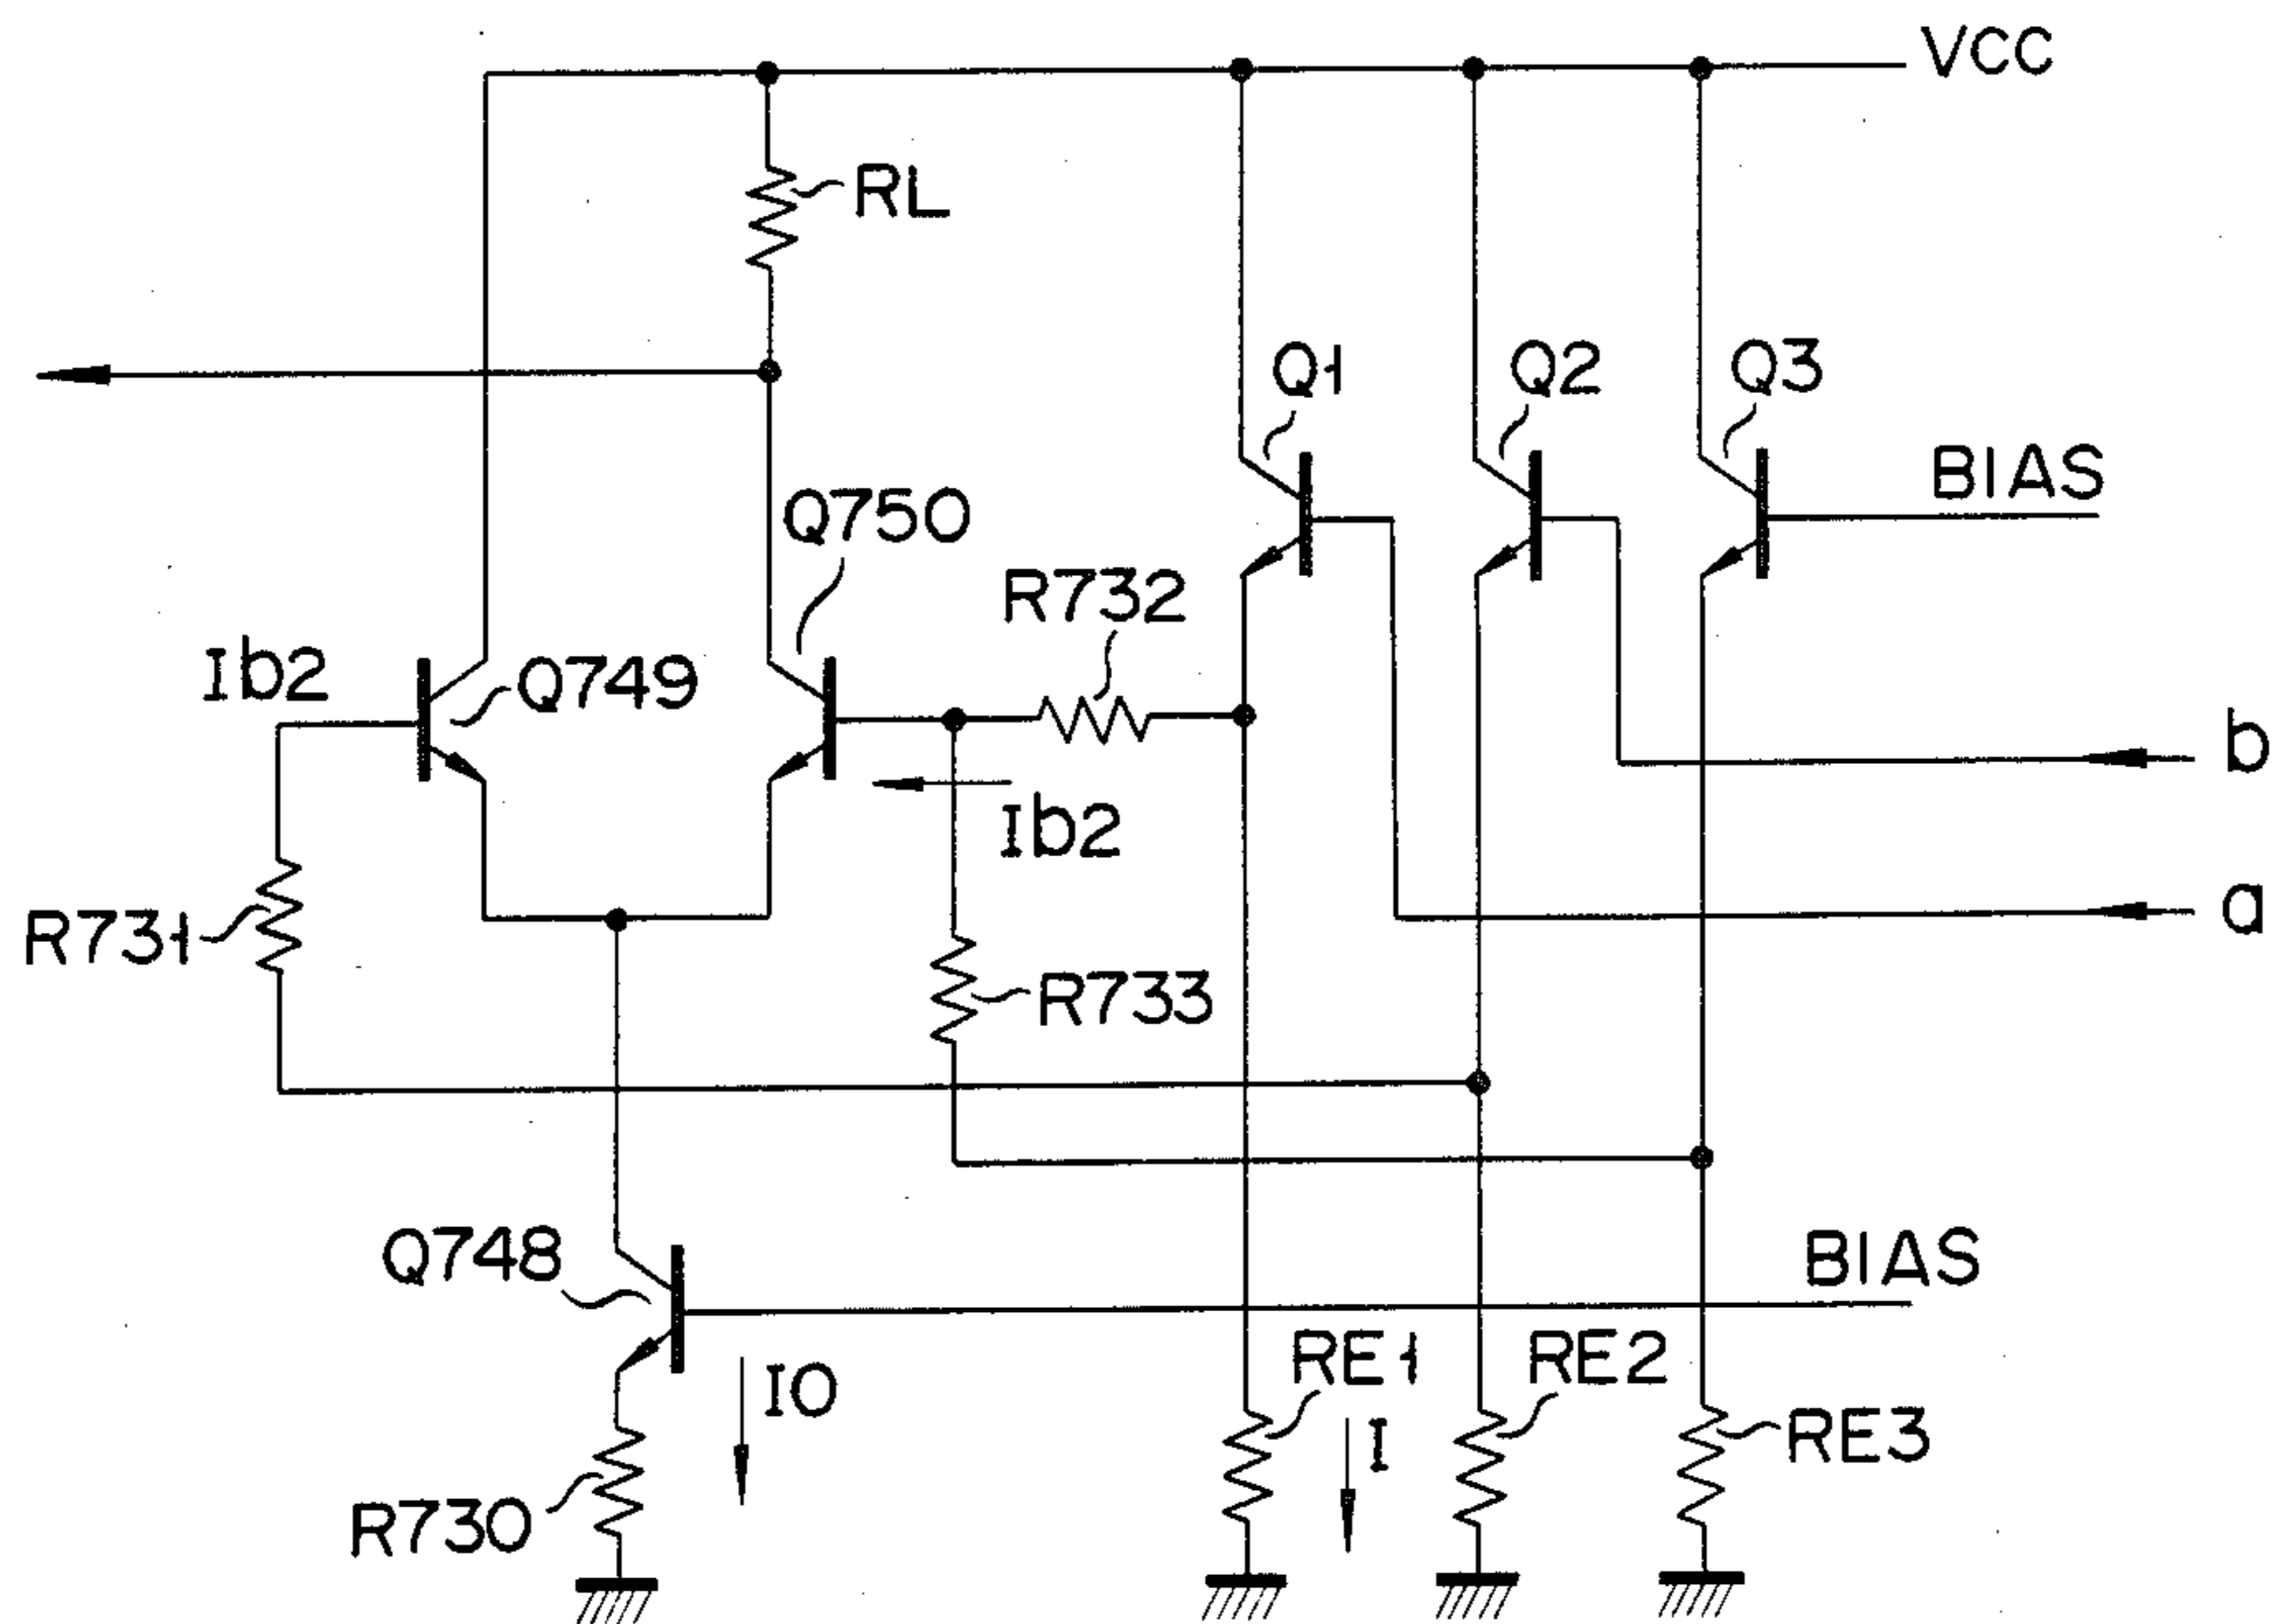 VCC
RL
Q1
Q2
Q3
BIAS
Q750
R732
Ib2
Q749
b
Ib2
a
R731
R733
Q748
BIAS
I0
RE1
I
RE2
RE3
R730